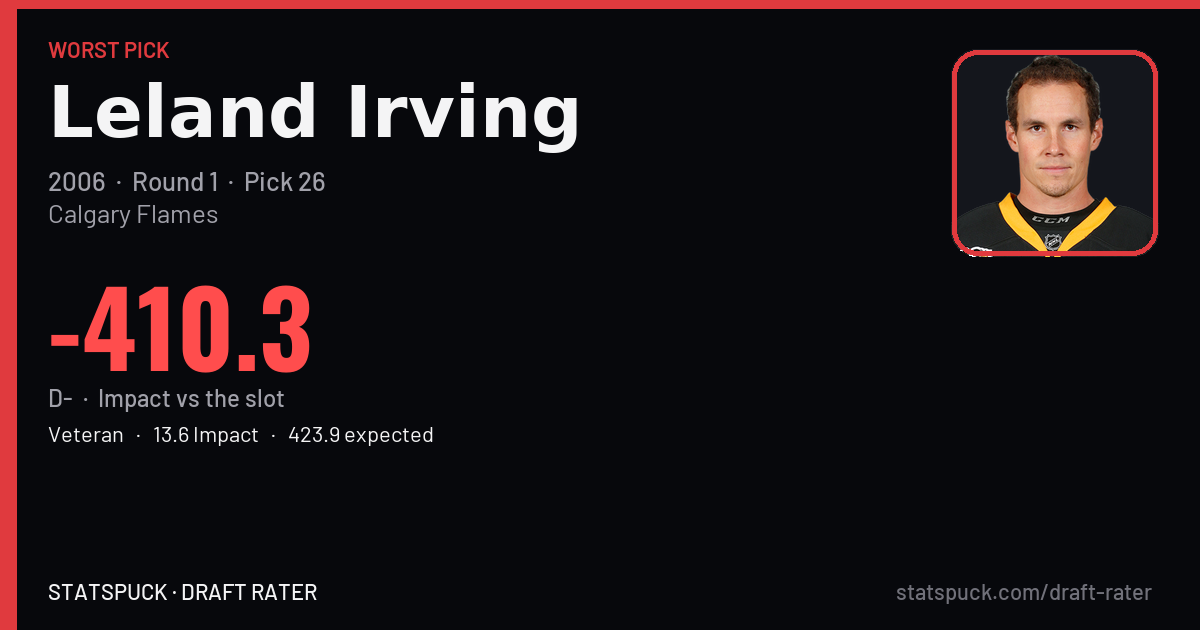 WORST PICK
Leland Irving
2006 · Round 1 · Pick 26
Calgary Flames
-410.3
D- · Impact vs the slot
Veteran · 13.6 Impact · 423.9 expected
CCM
STATSPUCK · DRAFT RATER
statspuck.com/draft-rater